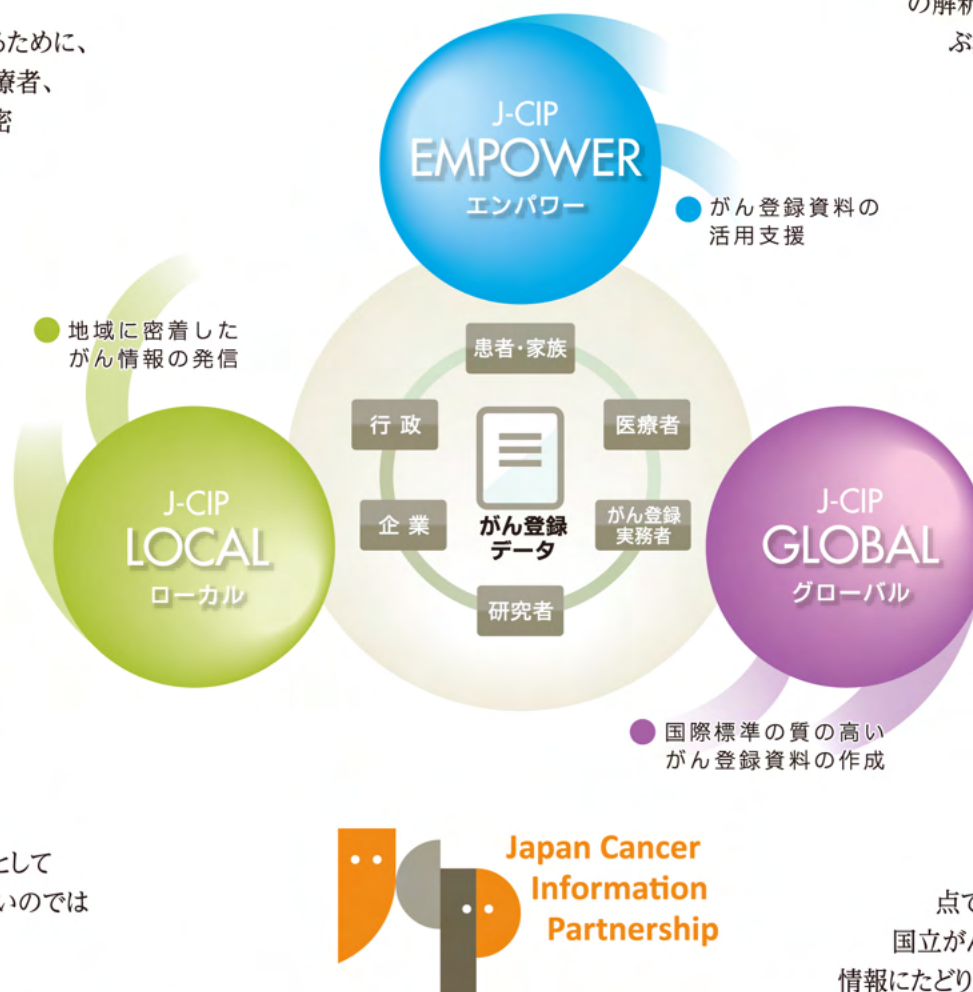 の解析
ぶ
るために、
療者、
密
J-CIP
EMPOWER
エンパワー
がん登録資料の
活用支援
地域に密着した
がん情報の発信
患者・家族
行政
医療者
企業
がん登録
データ
がん登録
実務者
研究者
J-CIP
LOCAL
ローカル
J-CIP
GLOBAL
グローバル
国際標準の質の高い
がん登録資料の作成
として
いのでは
Japan Cancer
Information
Partnership
点で
国立がん
情報にたどり